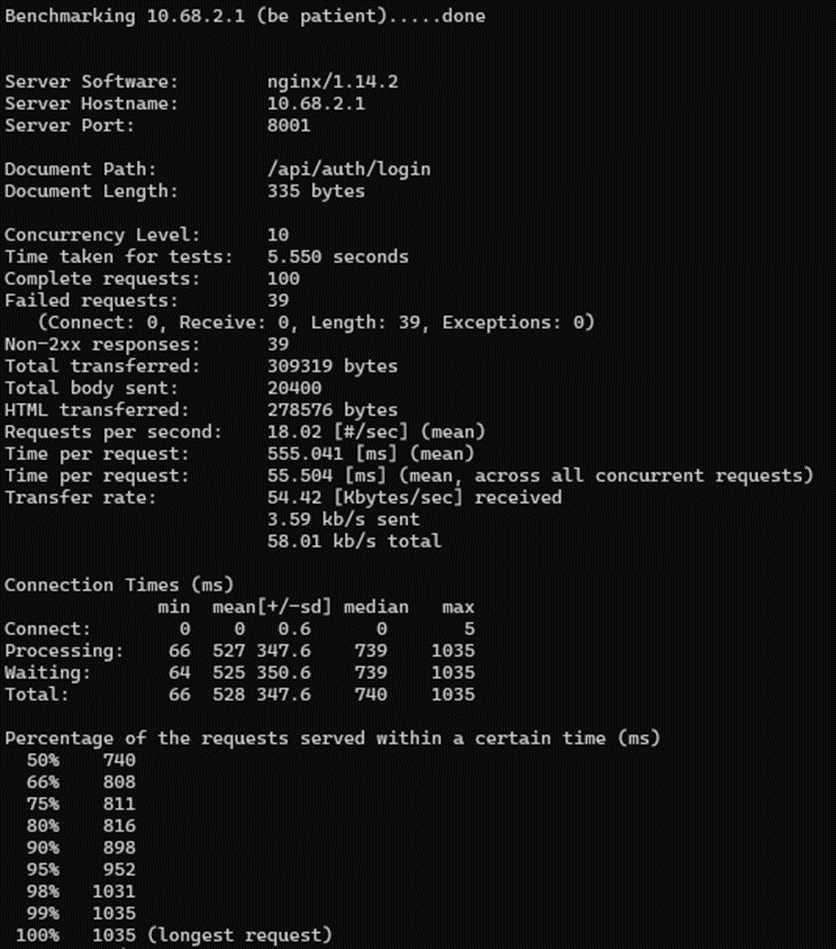 Benchmarking 10.68.2.1 (be patient).....done
Server Software:        nginx/1.14.2
Server Hostname:        10.68.2.1
Server Port:            8001
Document Path:          /api/auth/login
Document Length:        335 bytes
Concurrency Level:      10
Time taken for tests:   5.550 seconds
Complete requests:      100
Failed requests:        39
   (Connect: 0, Receive: 0, Length: 39, Exceptions: 0)
Non-2xx responses:      39
Total transferred:      309319 bytes
Total body sent:        20400
HTML transferred:       278576 bytes
Requests per second:    18.02 [#/sec] (mean)
Time per request:       555.041 [ms] (mean)
Time per request:       55.504 [ms] (mean, across all concurrent requests)
Transfer rate:          54.42 [Kbytes/sec] received
                        3.59 kb/s sent
                        58.01 kb/s total
Connection Times (ms)
              min  mean[+/-sd] median   max
Connect:        0    0   0.6      0       5
Processing:    66  527 347.6    739    1035
Waiting:       64  525 350.6    739    1035
Total:         66  528 347.6    740    1035
Percentage of the requests served within a certain time (ms)
  50%    740
  66%    808
  75%    811
  80%    816
  90%    898
  95%    952
  98%   1031
  99%   1035
 100%   1035 (longest request)